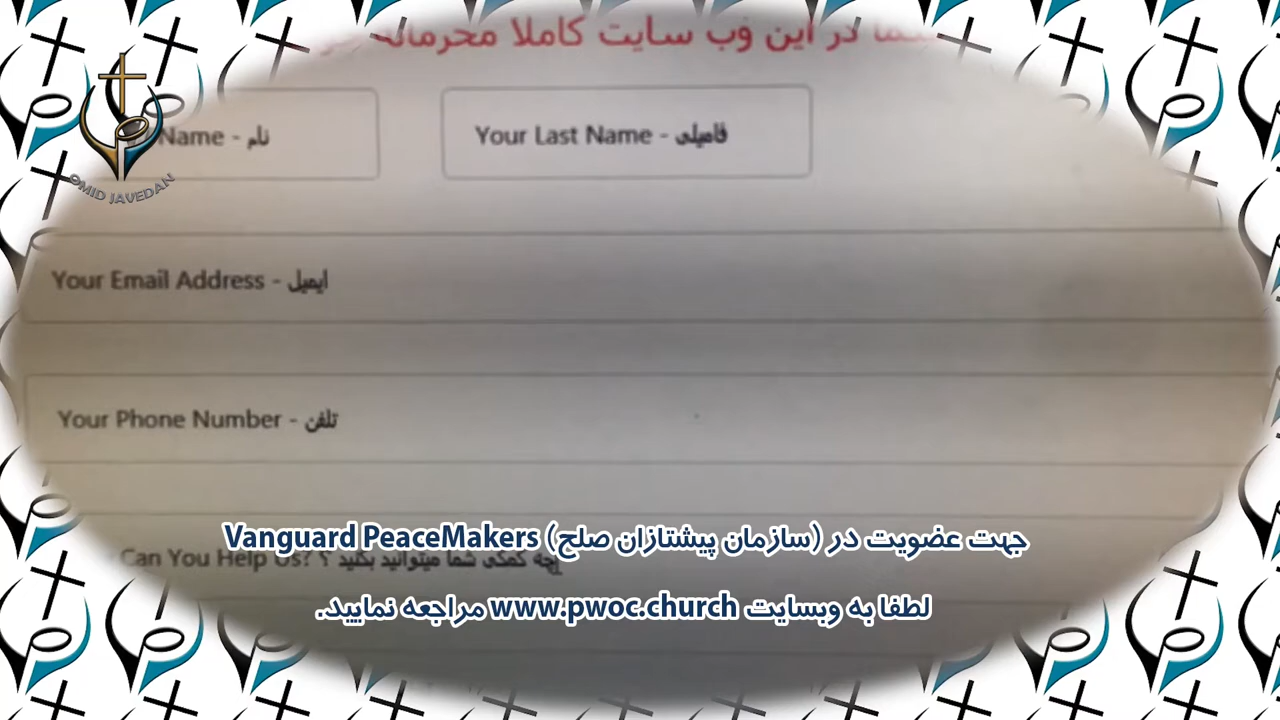 شما در این وب سایت کاملا محرمانه
Name - نام
Your Last Name - فامیلی
OMID JAVEDAN
Your Email Address - ایمیل
Your Phone Number - تلفن
Can You Help Us? چه کمکی شما میتوانید بکنید ؟
جهت عضویت در (سازمان پیشتازان صلح) Vanguard PeaceMakers
لطفا به وبسایت www.pwoc.church مراجعه نمایید.